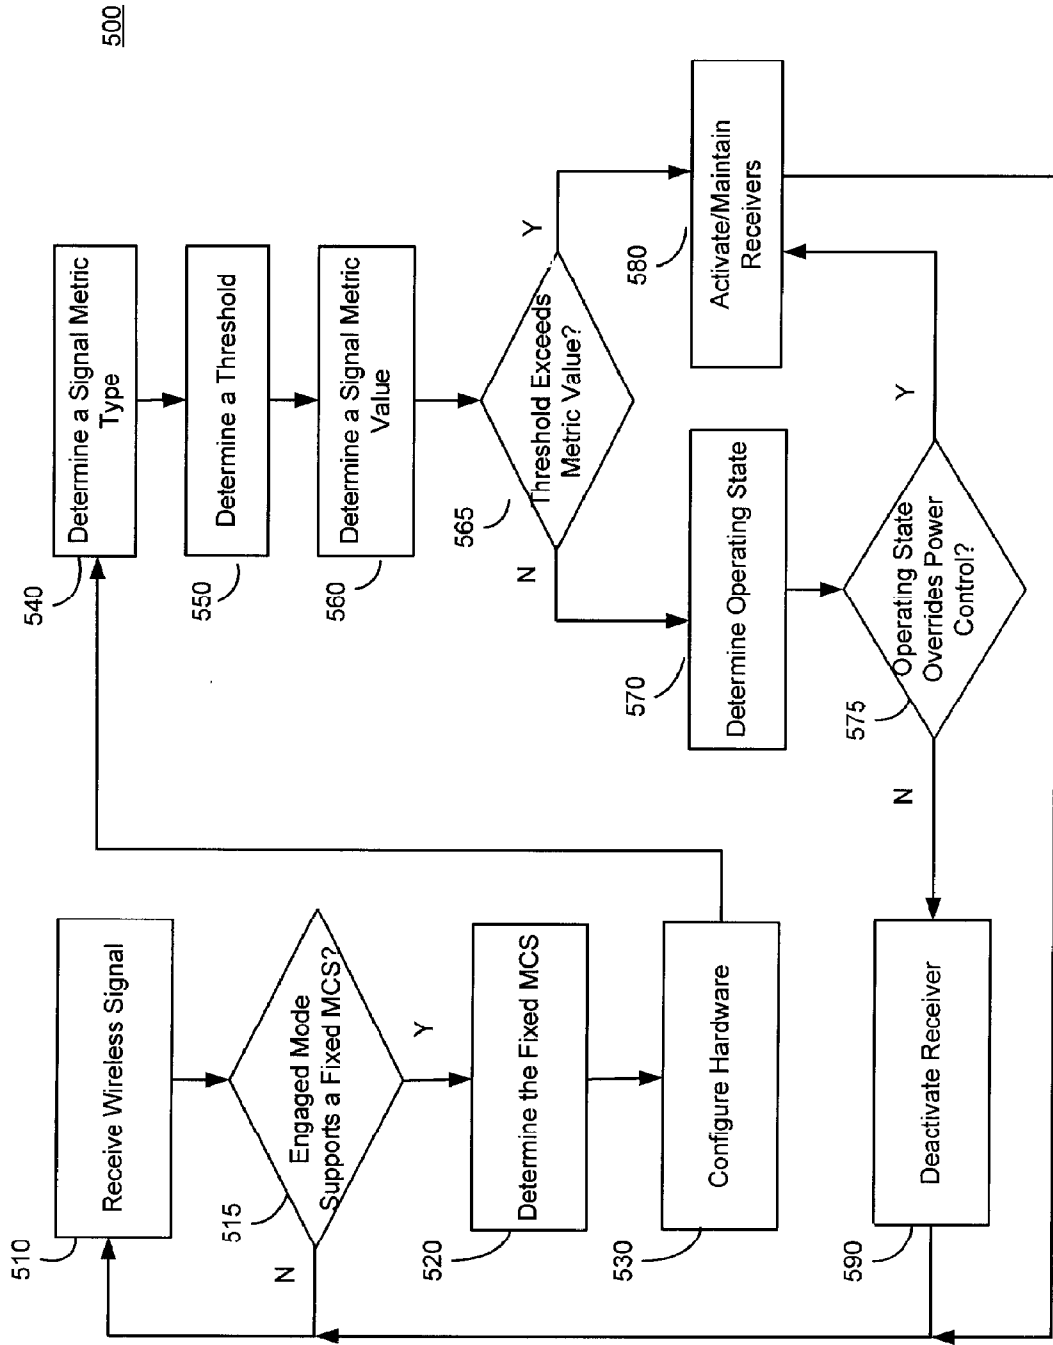 500
510
Receive Wireless Signal
515
Engaged Mode
Supports a Fixed MCS?
N
Y
520
Determine the Fixed MCS
530
Configure Hardware
540
Determine a Signal Metric
Type
550
Determine a Threshold
560
Determine a Signal Metric
Value
565
Threshold Exceeds
Metric Value?
N
Y
570
Determine Operating State
575
Operating State
Overrides Power
Control?
N
Y
580
Activate/Maintain
Receivers
590
Deactivate Receiver